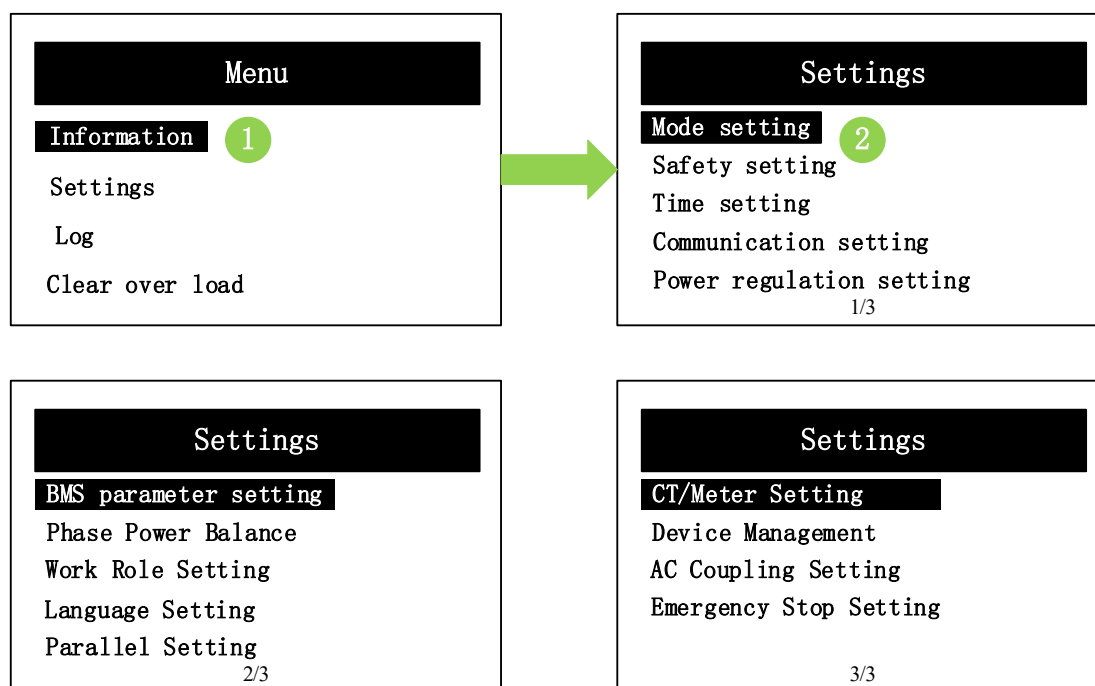 Menu
Information
1
Settings
Log
Clear over load
Settings
Mode setting
2
Safety setting
Time setting
Communication setting
Power regulation setting
1/3
Settings
BMS parameter setting
Phase Power Balance
Work Role Setting
Language Setting
Parallel Setting
2/3
Settings
CT/Meter Setting
Device Management
AC Coupling Setting
Emergency Stop Setting
3/3